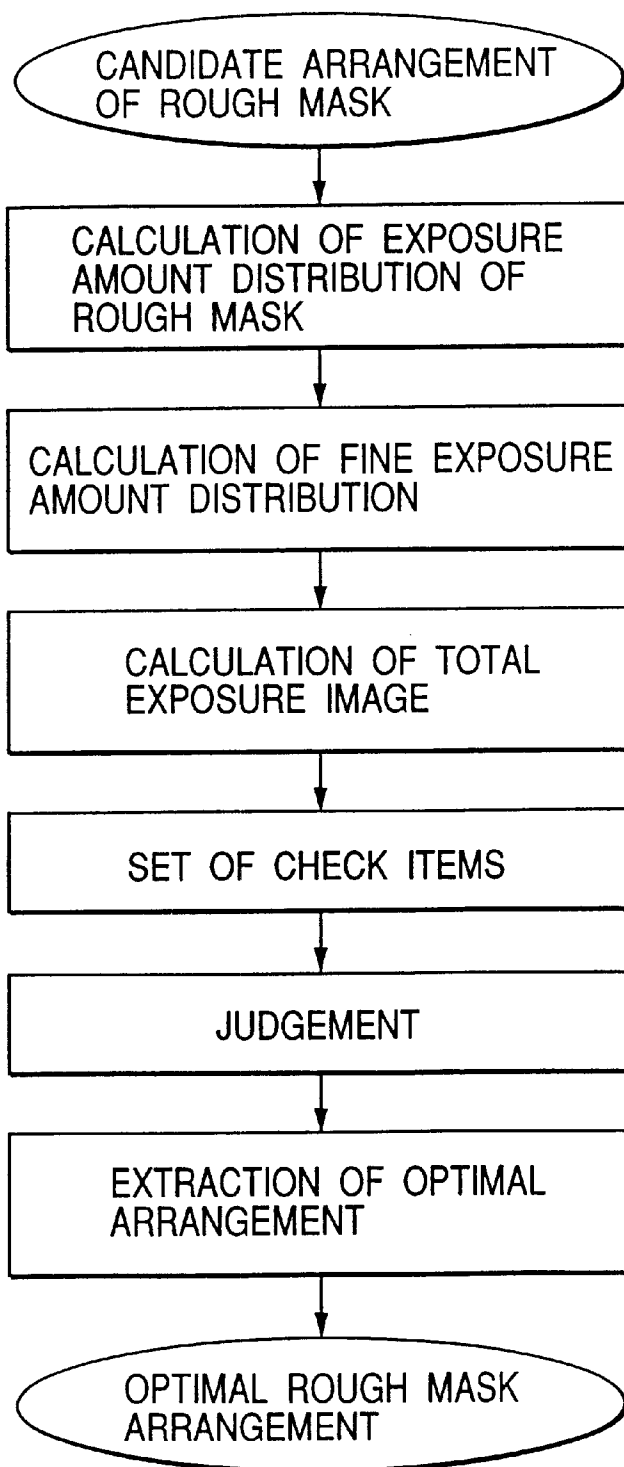 CANDIDATE ARRANGEMENT
OF ROUGH MASK
CALCULATION OF EXPOSURE
AMOUNT DISTRIBUTION OF
ROUGH MASK
CALCULATION OF FINE EXPOSURE
AMOUNT DISTRIBUTION
CALCULATION OF TOTAL
EXPOSURE IMAGE
SET OF CHECK ITEMS
JUDGEMENT
EXTRACTION OF OPTIMAL
ARRANGEMENT
OPTIMAL ROUGH MASK
ARRANGEMENT